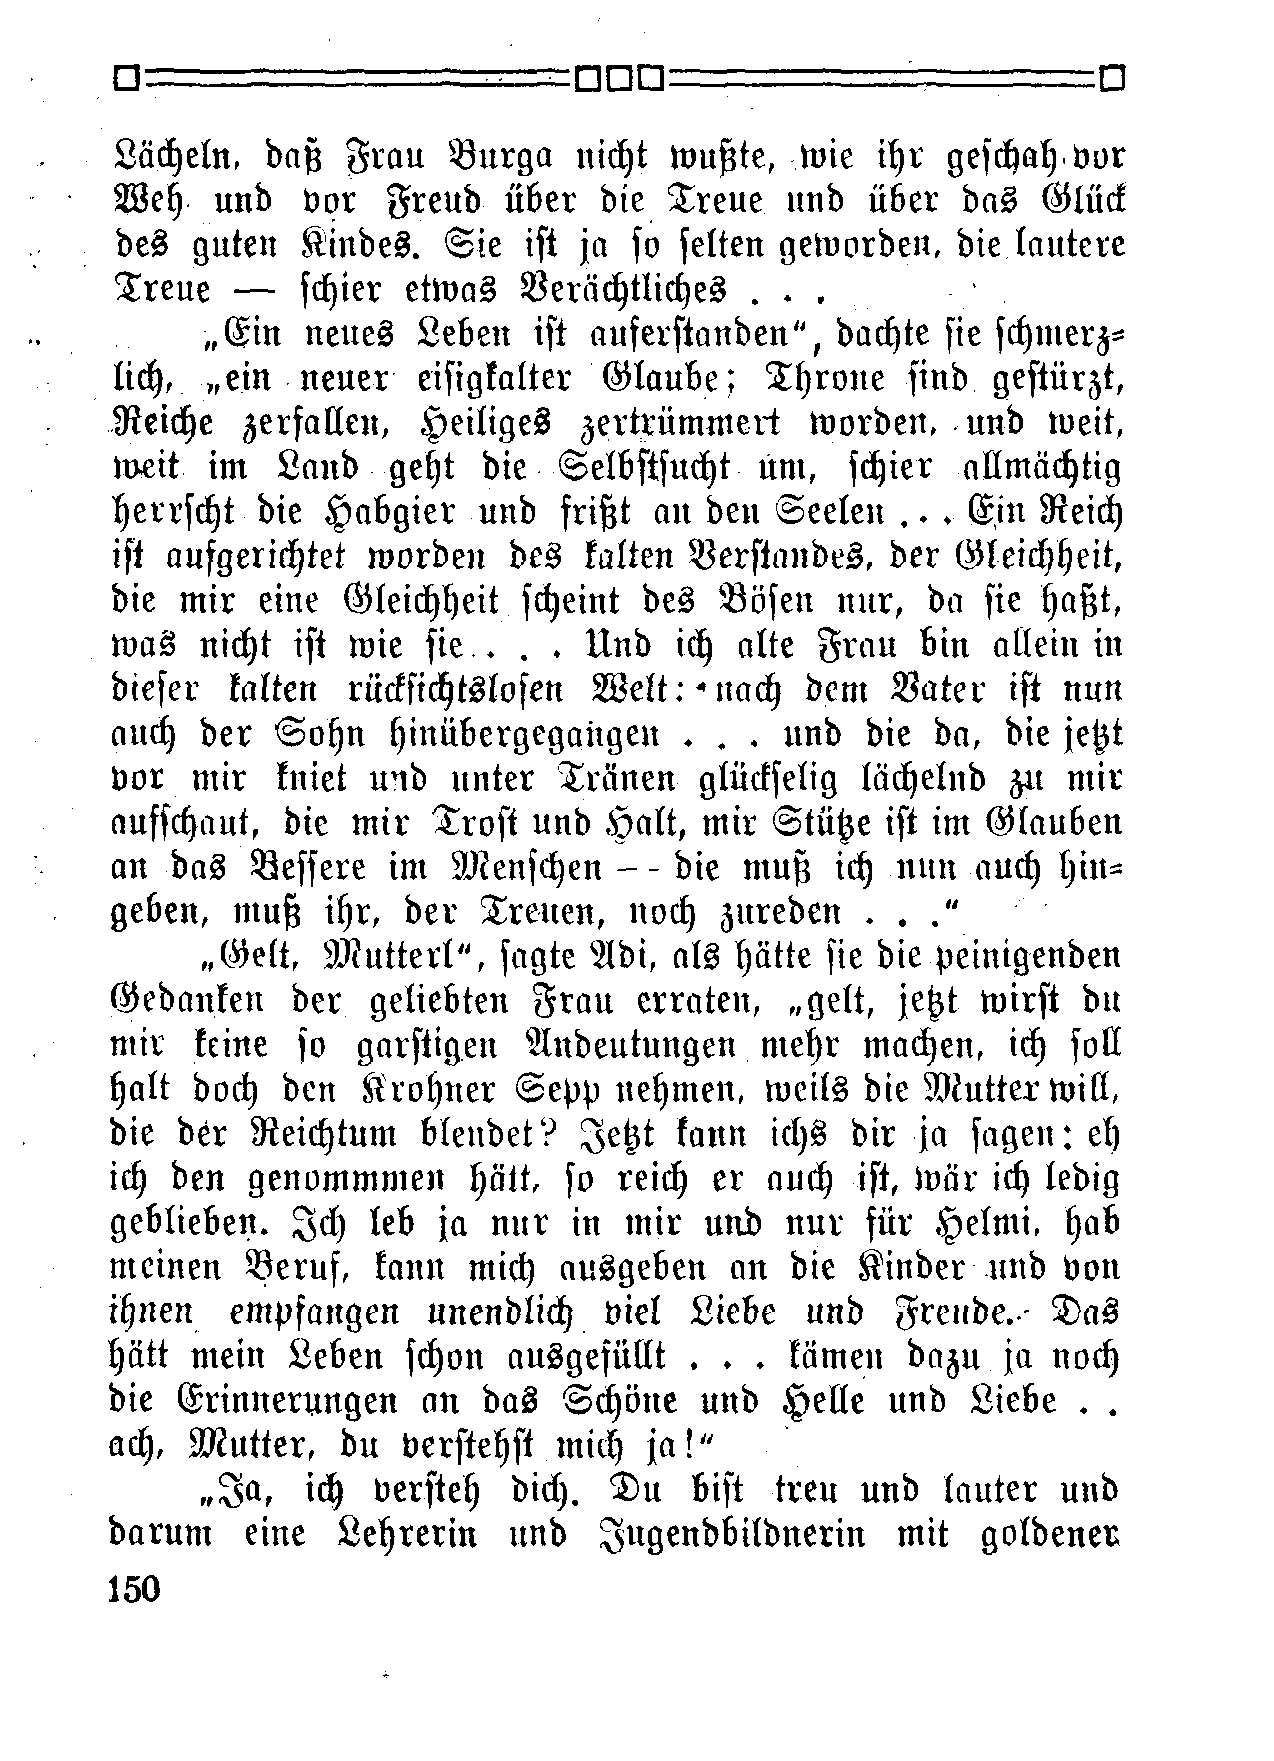 Lächeln, daß Frau Burga nicht wußte, wie ihr geschah vor
Weh und vor Freud über die Treue und über das Glück
des guten Kindes. Sie ist ja so selten geworden, die lautere
Treue — schier etwas Verächtliches . . .
„Ein neues Leben ist auferstanden“, dachte sie schmerz-
lich, „ein neuer eisigkalter Glaube; Throne sind gestürzt,
Reiche zerfallen, Heiliges zertrümmert worden, und weit,
weit im Land geht die Selbstsucht um, schier allmächtig
herrscht die Habgier und frißt an den Seelen . . . Ein Reich
ist aufgerichtet worden des kalten Verstandes, der Gleichheit,
die mir eine Gleichheit scheint des Bösen nur, da sie haßt,
was nicht ist wie sie . . . Und ich alte Frau bin allein in
dieser kalten rücksichtslosen Welt: nach dem Vater ist nun
auch der Sohn hinübergegangen . . . und die da, die jetzt
vor mir kniet und unter Tränen glückselig lächelnd zu mir
aufschaut, die mir Trost und Halt, mir Stütze ist im Glauben
an das Bessere im Menschen -- die muß ich nun auch hin-
geben, muß ihr, der Treuen, noch zureden . . .“
„Gelt, Mutterl“, sagte Adi, als hätte sie die peinigenden
Gedanken der geliebten Frau erraten, „gelt, jetzt wirst du
mir keine so garstigen Andeutungen mehr machen, ich soll
halt doch den Krohner Sepp nehmen, weils die Mutter will,
die der Reichtum blendet? Jetzt kann ichs dir ja sagen: eh
ich den genommmen hätt, so reich er auch ist, wär ich ledig
geblieben. Ich leb ja nur in mir und nur für Helmi, hab
meinen Beruf, kann mich ausgeben an die Kinder und von
ihnen empfangen unendlich viel Liebe und Freude. Das
hätt mein Leben schon ausgefüllt . . . kämen dazu ja noch
die Erinnerungen an das Schöne und Helle und Liebe . .
ach, Mutter, du verstehst mich ja!“
„Ja, ich versteh dich. Du bist treu und lauter und
darum eine Lehrerin und Jugendbildnerin mit goldener
150